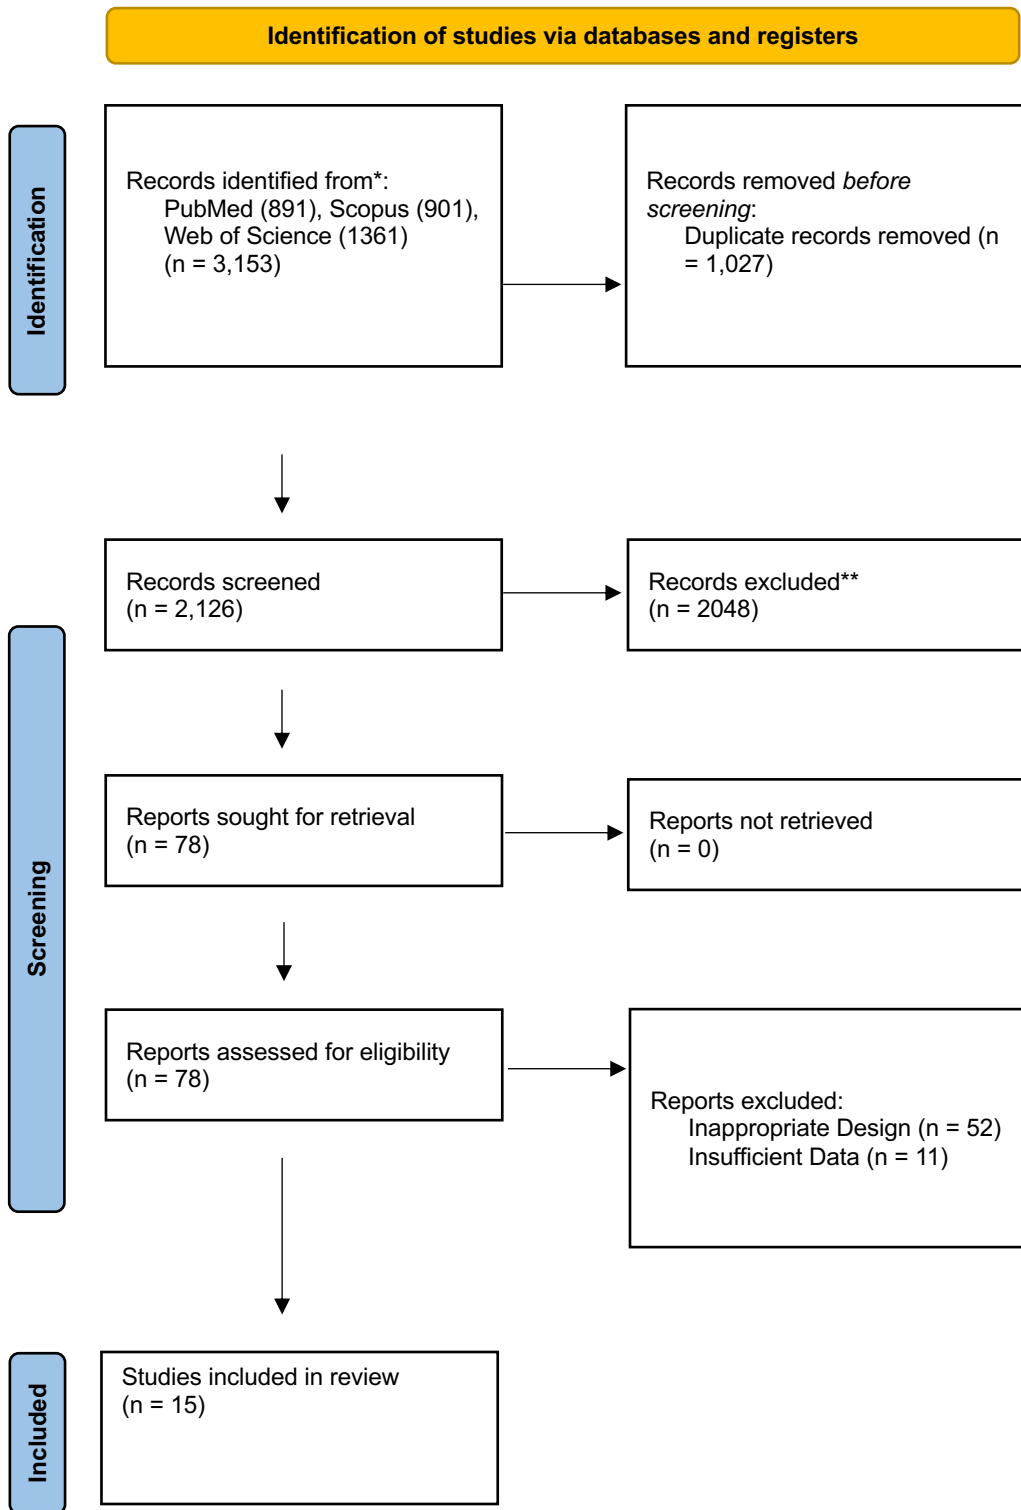 Identification of studies via databases and registers
Identification
Records identified from*:
PubMed (891), Scopus (901),
Web of Science (1361)
(n = 3,153)
Records removed before
screening:
Duplicate records removed (n
= 1,027)
Screening
Records screened
(n = 2,126)
Records excluded**
(n = 2048)
Reports sought for retrieval
(n = 78)
Reports not retrieved
(n = 0)
Reports assessed for eligibility
(n = 78)
Reports excluded:
Inappropriate Design (n = 52)
Insufficient Data (n = 11)
Included
Studies included in review
(n = 15)